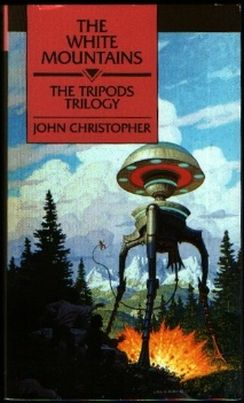 THE
WHITE
MOUNTAINS
THE TRIPODS
TRILOGY
JOHN CHRISTOPHER